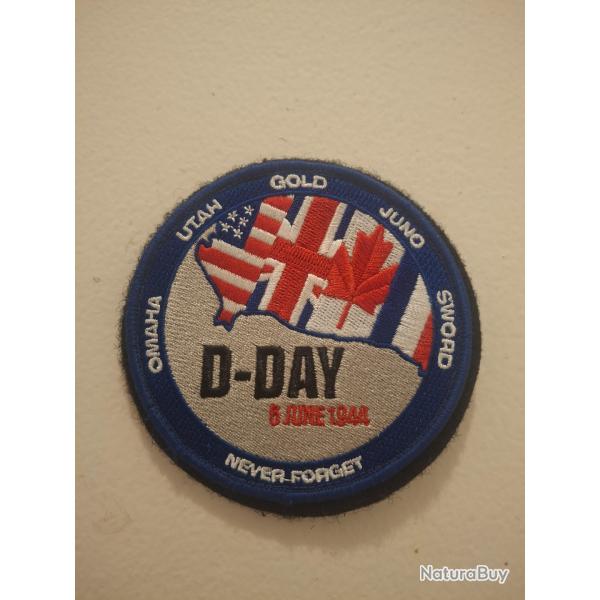 OMAHA
UTAH
GOLD
JUNO
SWORD
D-DAY
6 JUNE 1944
NEVER FORGET
NaturaBuy